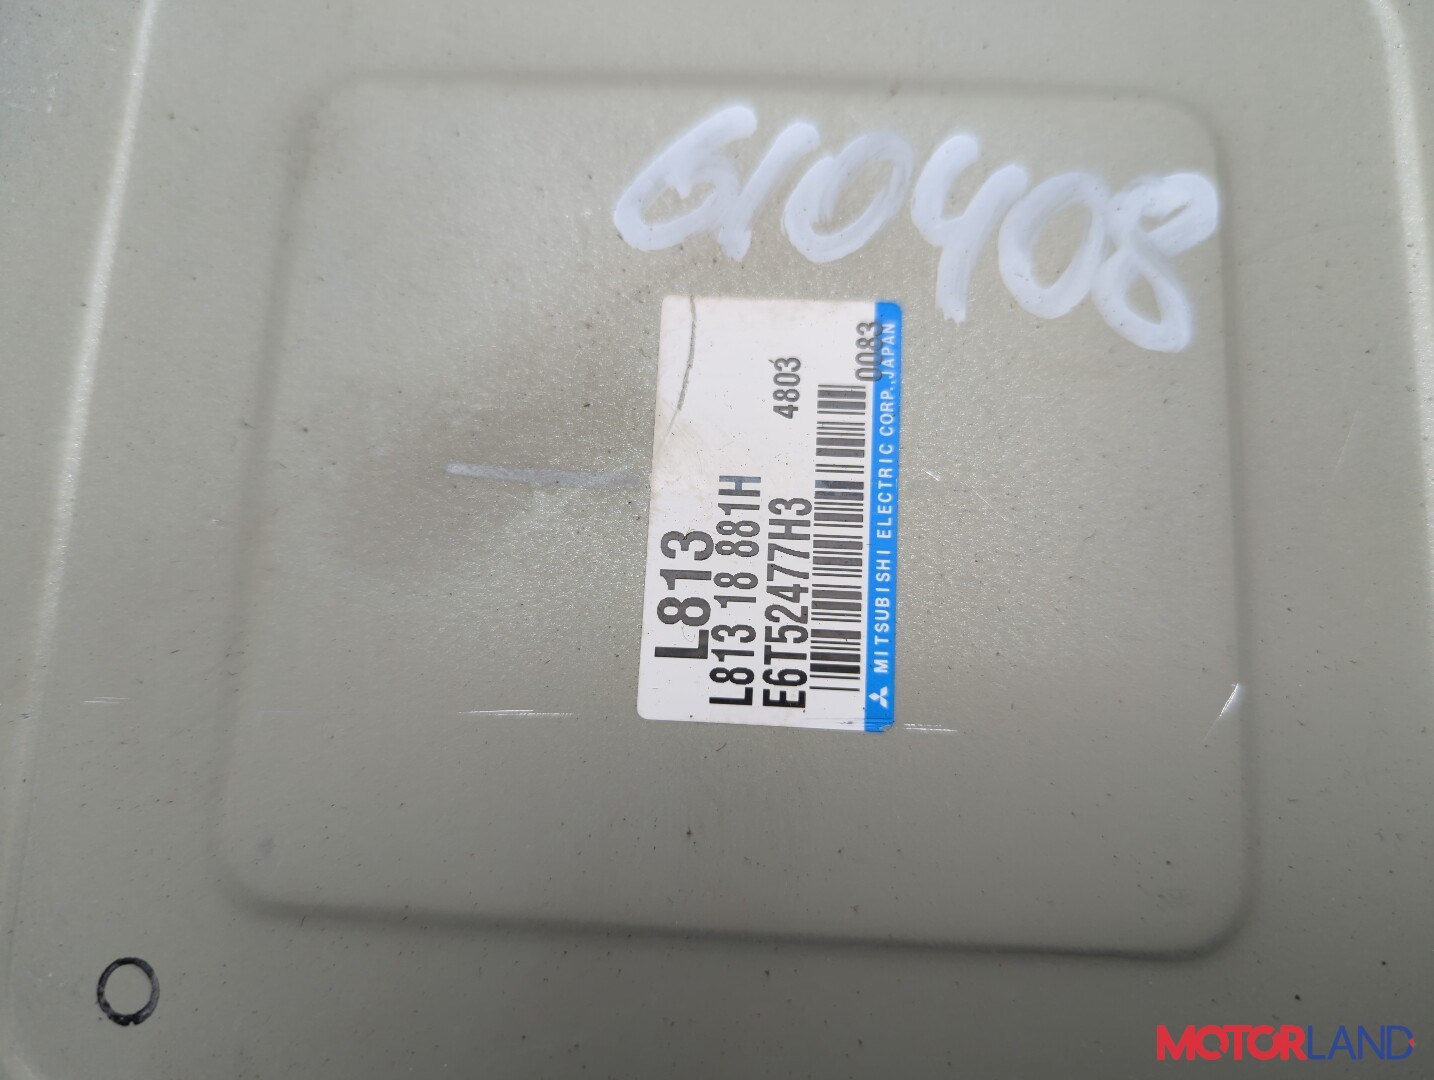 610408
L813
L813 18 881H
4803
E6T52477H3
0083
MITSUBISHI ELECTRIC CORP. JAPAN
MOTORLAND